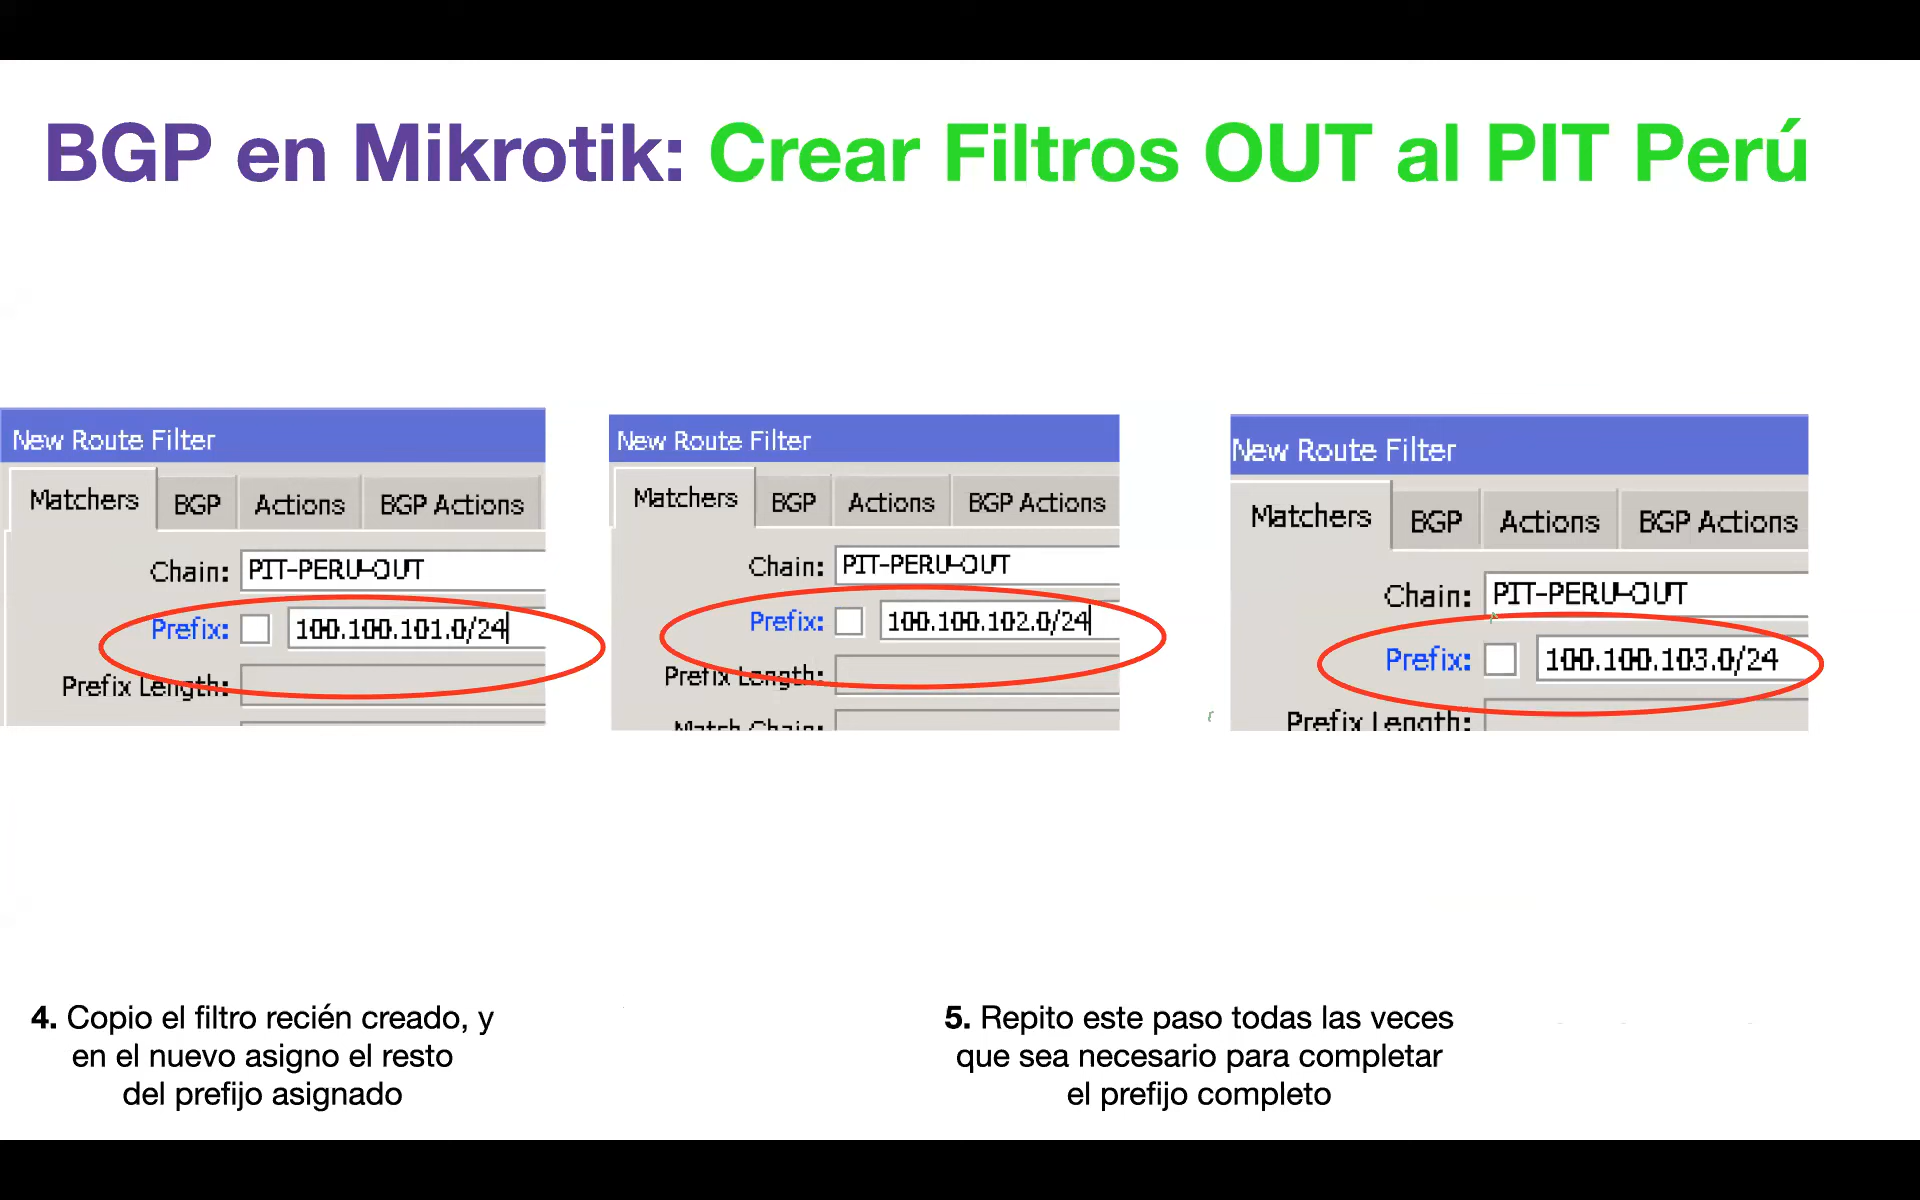 BGP en Mikrotik: Crear Filtros OUT al PIT Perú
New Route Filter
Matchers BGP Actions BGP Actions
Chain: PIT-PERU-OUT
Prefix: 100.100.101.0/24
Prefix Length:
New Route Filter
Matchers BGP Actions BGP Actions
Chain: PIT-PERU-OUT
Prefix: 100.100.102.0/24
Prefix Length:
Match Chain:
New Route Filter
Matchers BGP Actions BGP Actions
Chain: PIT-PERU-OUT
Prefix: 100.100.103.0/24
Prefix Length:
4. Copio el filtro recién creado, y
en el nuevo asigno el resto
del prefijo asignado
5. Repito este paso todas las veces
que sea necesario para completar
el prefijo completo